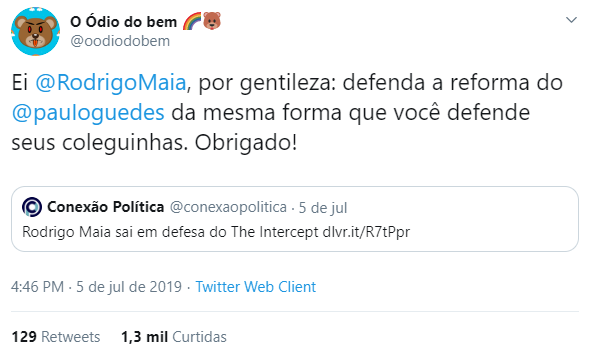 O Ódio do bem 🌈🐻
@oodiodobem
Ei @RodrigoMaia, por gentileza: defenda a reforma do
@pauloguedes da mesma forma que você defende
seus coleguinhas. Obrigado!
Conexão Política @conexaopolitica · 5 de jul
Rodrigo Maia sai em defesa do The Intercept dlvr.it/R7tPpr
4:46 PM · 5 de jul de 2019 · Twitter Web Client
129 Retweets 1,3 mil Curtidas